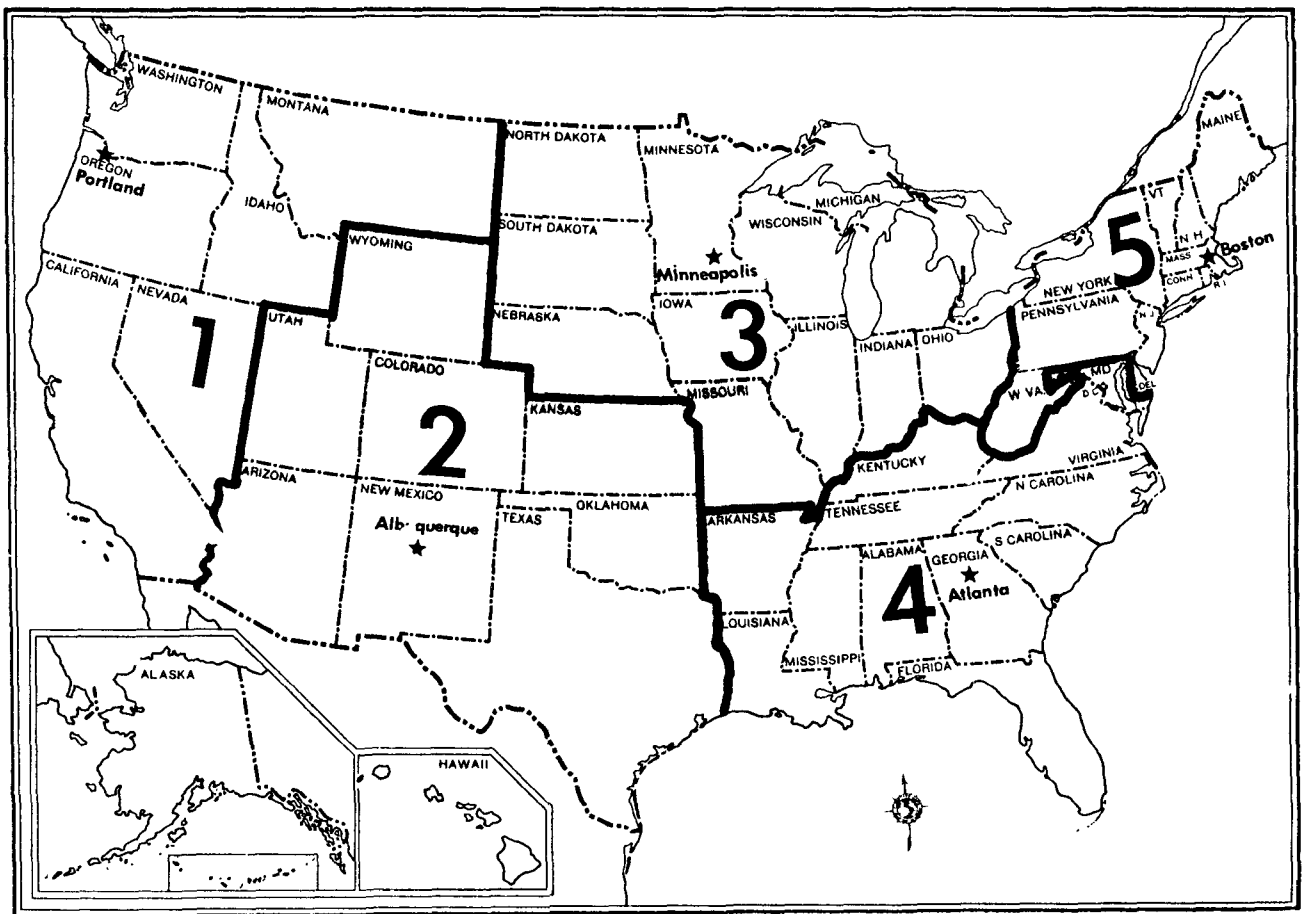 WASHINGTON
MONTANA
NORTH DAKOTA
MINNESOTA
MAINE
OREGON
Portland
IDAHO
VT
MICHIGAN
WISCONSIN
SOUTH DAKOTA
WYOMING
5
N H
Boston
MASS
CONN
R I
Minneapolis
CALIFORNIA
NEVADA
NEW YORK
IOWA
PENNSYLVANIA
N J
UTAH
NEBRASKA
3
ILLINOIS
INDIANA
OHIO
1
COLORADO
MD
W VA.
D C
DEL
MISSOURI
KANSAS
2
KENTUCKY
VIRGINIA
ARIZONA
NEW MEXICO
N CAROLINA
OKLAHOMA
TENNESSEE
TEXAS
ARKANSAS
Alb querque
S CAROLINA
ALABAMA
GEORGIA
4
Atlanta
LOUISIANA
MISSISSIPPI
FLORIDA
ALASKA
HAWAII